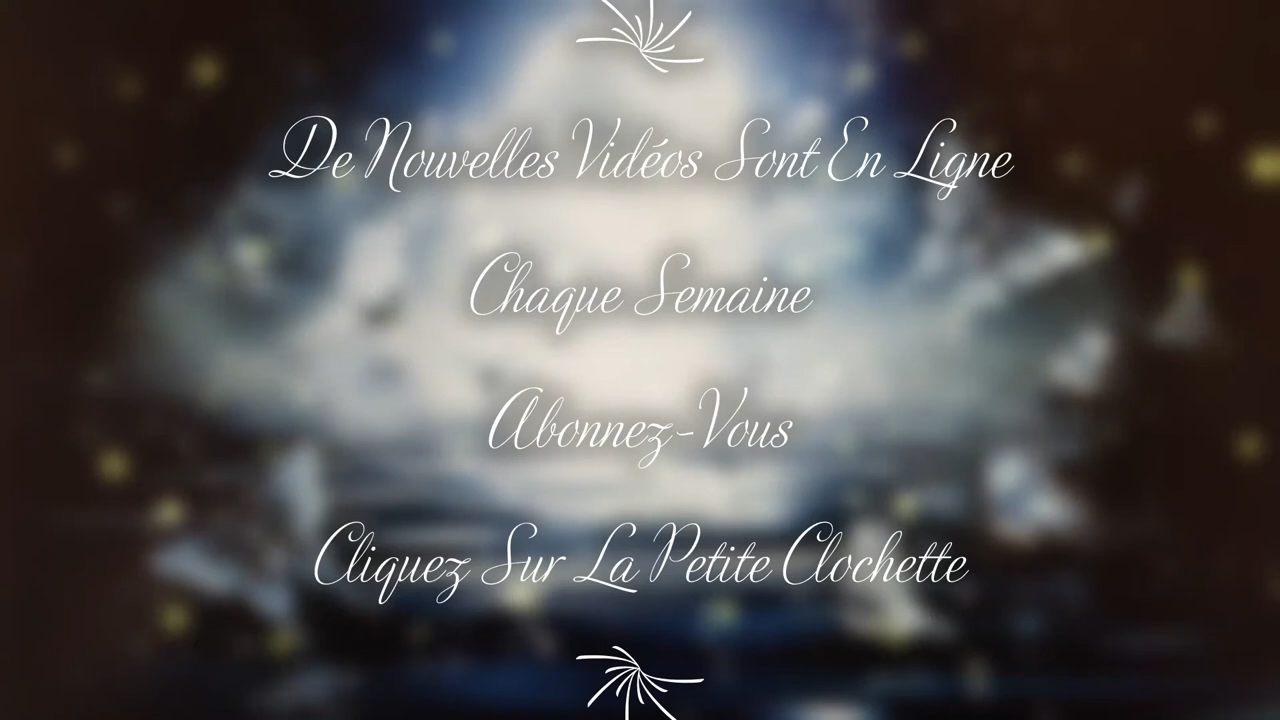 De Nouvelles Vidéos Sont En Ligne
Chaque Semaine
Abonnez-Vous
Cliquez Sur La Petite Clochette